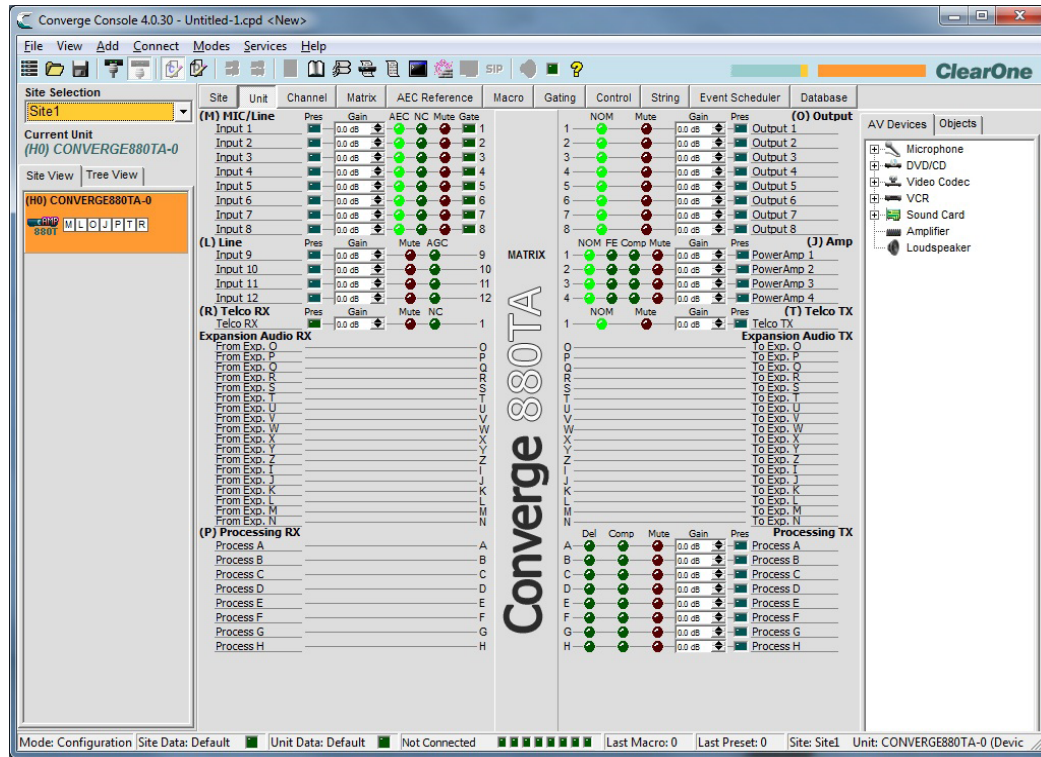 Converge Console 4.0.30 - Untitled-1.cpd <New>
File View Add Connect Modes Services Help
SIP
ClearOne
Site Selection
Site1
Current Unit
(H0) CONVERGE880TA-0
Site View Tree View
(H0) CONVERGE880TA-0
AMP
880T
M L O J P T R
Site Unit Channel Matrix AEC Reference Macro Gating Control String Event Scheduler Database
(M) MIC/Line Pres Gain AEC NC Mute Gate
Input 1 0.0 dB 1
Input 2 0.0 dB 2
Input 3 0.0 dB 3
Input 4 0.0 dB 4
Input 5 0.0 dB 5
Input 6 0.0 dB 6
Input 7 0.0 dB 7
Input 8 0.0 dB 8
(L) Line Pres Gain Mute AGC
Input 9 0.0 dB 9
Input 10 0.0 dB 10
Input 11 0.0 dB 11
Input 12 0.0 dB 12
(R) Telco RX Pres Gain Mute NC
Telco RX 0.0 dB 1
Expansion Audio RX
From Exp. O O
From Exp. P P
From Exp. Q Q
From Exp. R R
From Exp. S S
From Exp. T T
From Exp. U U
From Exp. V V
From Exp. W W
From Exp. X X
From Exp. Y Y
From Exp. Z Z
From Exp. I I
From Exp. J J
From Exp. K K
From Exp. L L
From Exp. M M
From Exp. N N
(P) Processing RX
Process A A
Process B B
Process C C
Process D D
Process E E
Process F F
Process G G
Process H H
MATRIX
Converge 880TA
NOM Mute Gain Pres (O) Output
1 0.0 dB Output 1
2 0.0 dB Output 2
3 0.0 dB Output 3
4 0.0 dB Output 4
5 0.0 dB Output 5
6 0.0 dB Output 6
7 0.0 dB Output 7
8 0.0 dB Output 8
NOM FE Comp Mute Gain Pres (J) Amp
1 0.0 dB PowerAmp 1
2 0.0 dB PowerAmp 2
3 0.0 dB PowerAmp 3
4 0.0 dB PowerAmp 4
NOM Mute Gain Pres (T) Telco TX
1 0.0 dB Telco TX
Expansion Audio TX
O To Exp. O
P To Exp. P
Q To Exp. Q
R To Exp. R
S To Exp. S
T To Exp. T
U To Exp. U
V To Exp. V
W To Exp. W
X To Exp. X
Y To Exp. Y
Z To Exp. Z
I To Exp. I
J To Exp. J
K To Exp. K
L To Exp. L
M To Exp. M
N To Exp. N
Del Comp Mute Gain Pres Processing TX
A 0.0 dB Process A
B 0.0 dB Process B
C 0.0 dB Process C
D 0.0 dB Process D
E 0.0 dB Process E
F 0.0 dB Process F
G 0.0 dB Process G
H 0.0 dB Process H
AV Devices Objects
Microphone
DVD/CD
Video Codec
VCR
Sound Card
Amplifier
Loudspeaker
Mode: Configuration Site Data: Default Unit Data: Default Not Connected Last Macro: 0 Last Preset: 0 Site: Site1 Unit: CONVERGE880TA-0 (Devic